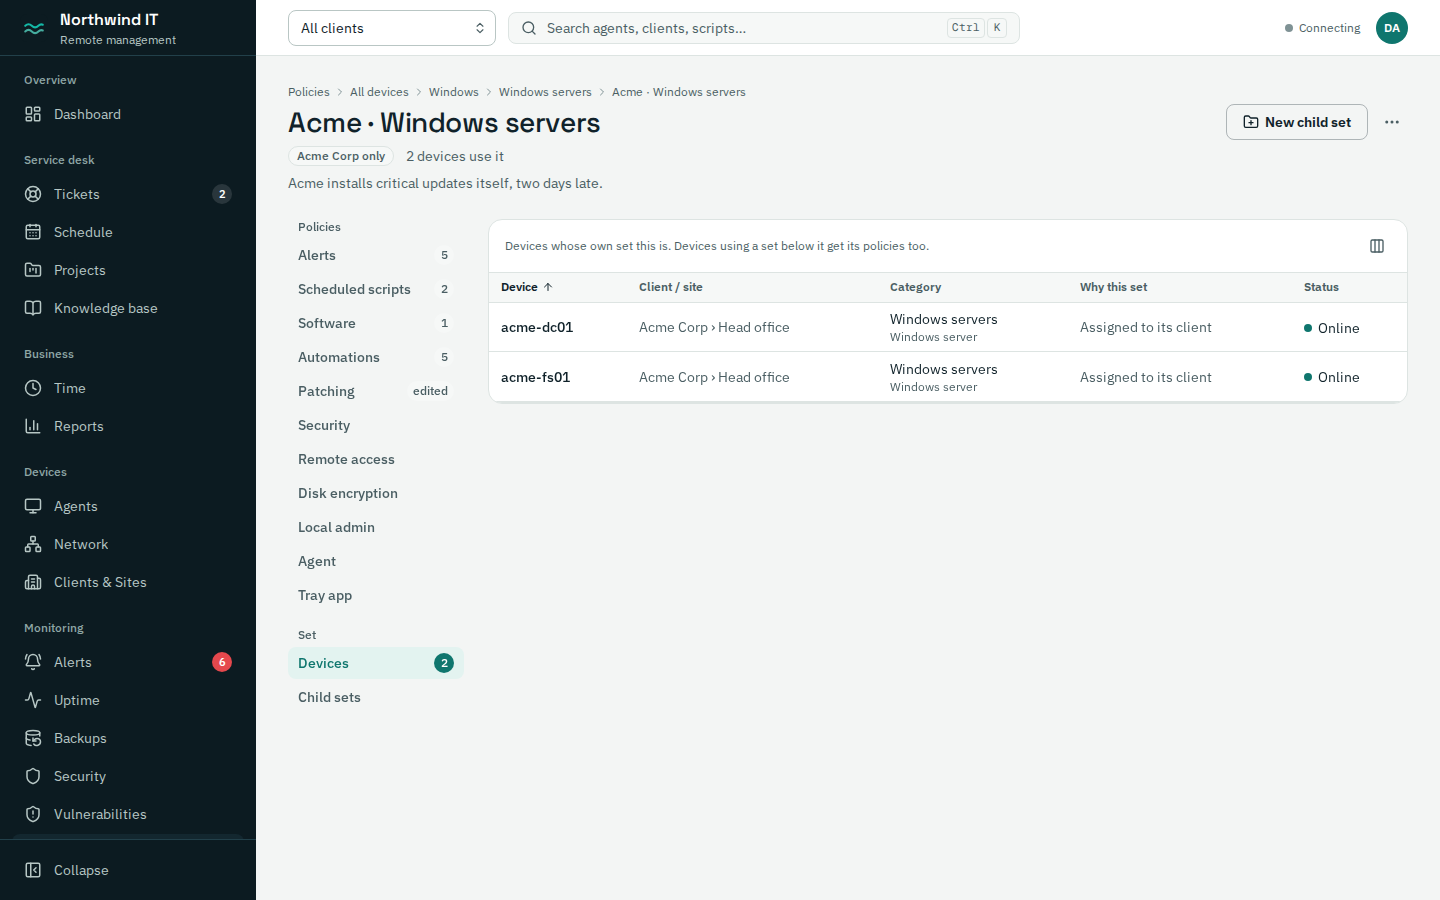 Northwind IT
Remote management
Overview
Dashboard
Service desk
Tickets 2
Schedule
Projects
Knowledge base
Business
Time
Reports
Devices
Agents
Network
Clients & Sites
Monitoring
Alerts 6
Uptime
Backups
Security
Vulnerabilities
Collapse
All clients
Search agents, clients, scripts... Ctrl K
Connecting
DA
Policies > All devices > Windows > Windows servers > Acme · Windows servers
Acme · Windows servers
New child set
Acme Corp only 2 devices use it
Acme installs critical updates itself, two days late.
Policies
Alerts 5
Scheduled scripts 2
Software 1
Automations 5
Patching edited
Security
Remote access
Disk encryption
Local admin
Agent
Tray app
Set
Devices 2
Child sets
Devices whose own set this is. Devices using a set below it get its policies too.
Device ↑ Client / site Category Why this set Status
acme-dc01 Acme Corp › Head office Windows servers Assigned to its client Online
Windows server
acme-fs01 Acme Corp › Head office Windows servers Assigned to its client Online
Windows server